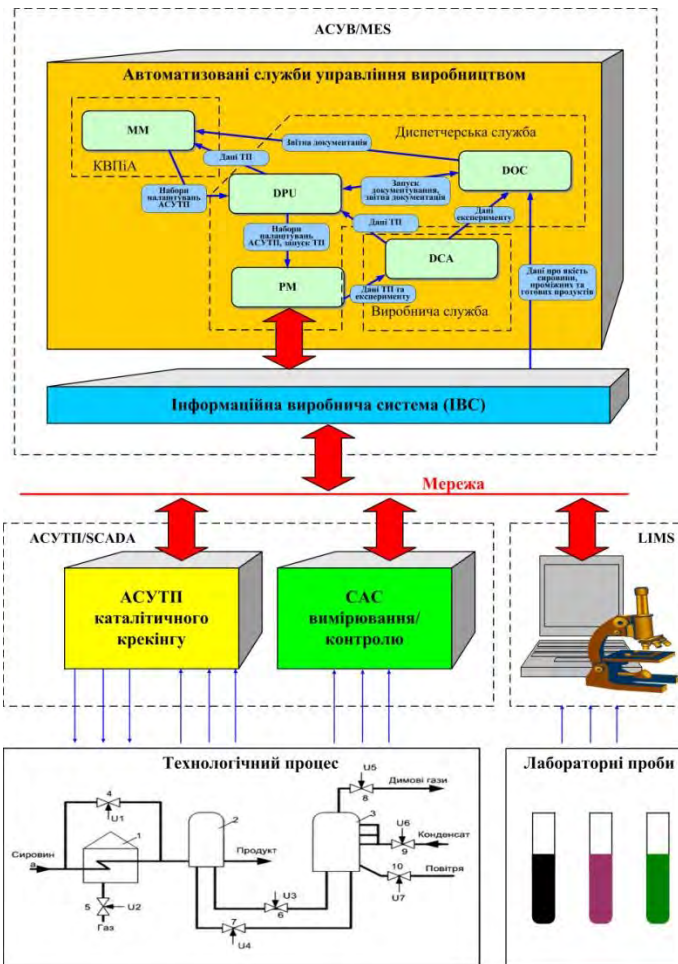 АСУВ/MES
Автоматизовані служби управління виробництвом
ММ
КВПіА
Звітна документація
Диспетчерська служба
DOC
Дані ТП
DPU
Запуск
документування,
звітна документація
Набори
налаштувань
АСУТП
Дані
експерименту
Дані ТП
Набори
налаштувань
АСУТП, запуск ТП
DCA
Дані про якість
сировини,
проміжних та
готових продуктів
PM
Дані ТП та
експерименту
Виробнича служба
Інформаційна виробнича система (ІВС)
Мережа
АСУТП/SCADA
LIMS
АСУТП
каталітичного
крекінгу
САС
вимірювання/
контролю
Технологічний процес
Лабораторні проби
4
U1
1
2
3
U5
8
Димові гази
U6
9
Конденсат
Сировин
а
Продукт
10
Повітря
U7
5
U2
Газ
U3
6
7
U4